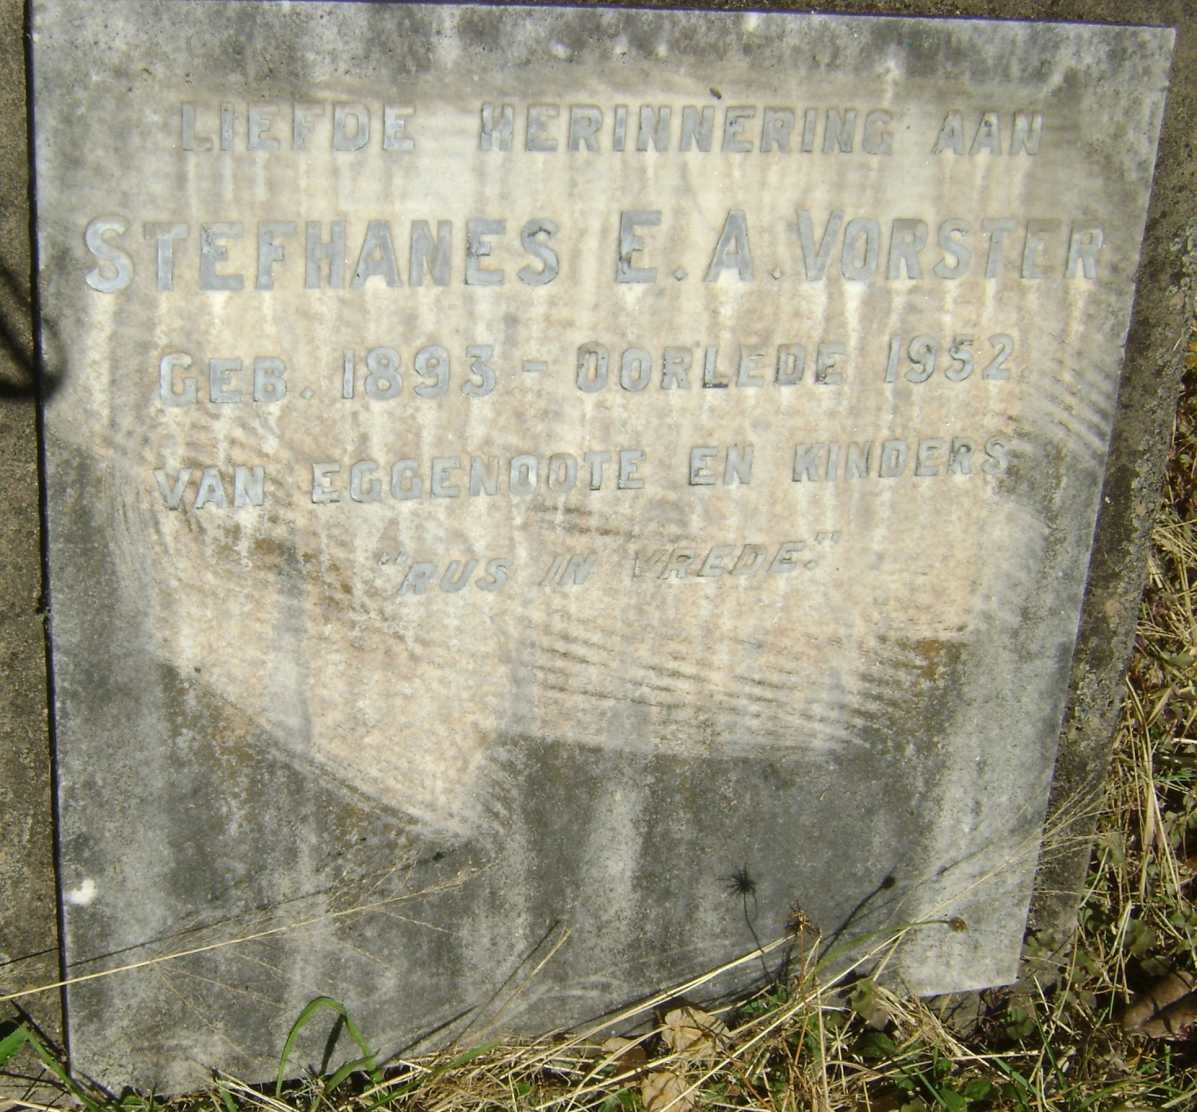 LIEFDE HERINNERING AAN
STEFHANES E.A. VORSTER
GEB. 1893 - OORLEDE 1952.
VAN EGGENOOTE EN KINDERS
"RUS IN VREDE."